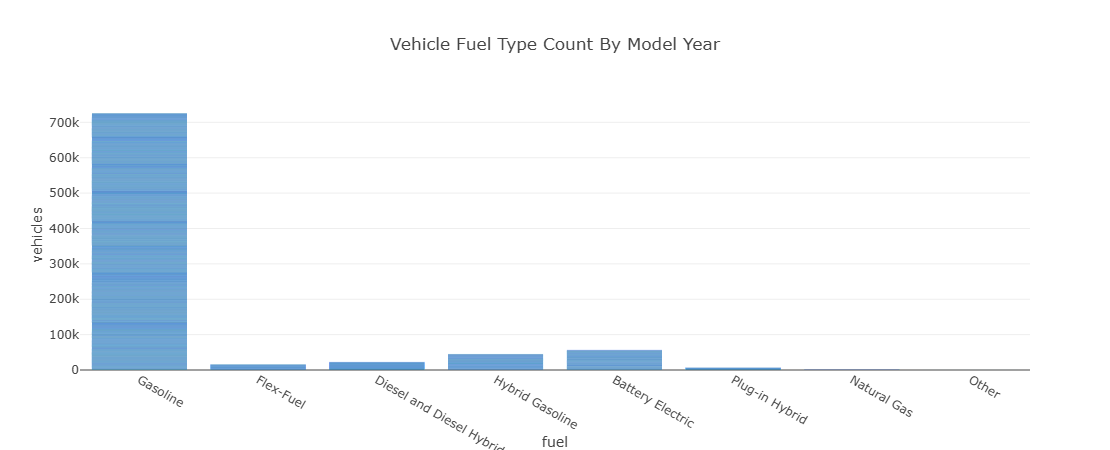 Vehicle Fuel Type Count By Model Year
vehicles
700k
600k
500k
400k
300k
200k
100k
0
Gasoline
Flex-Fuel
Diesel and Diesel Hybrid
Hybrid Gasoline
Battery Electric
Plug-in Hybrid
Natural Gas
Other
fuel